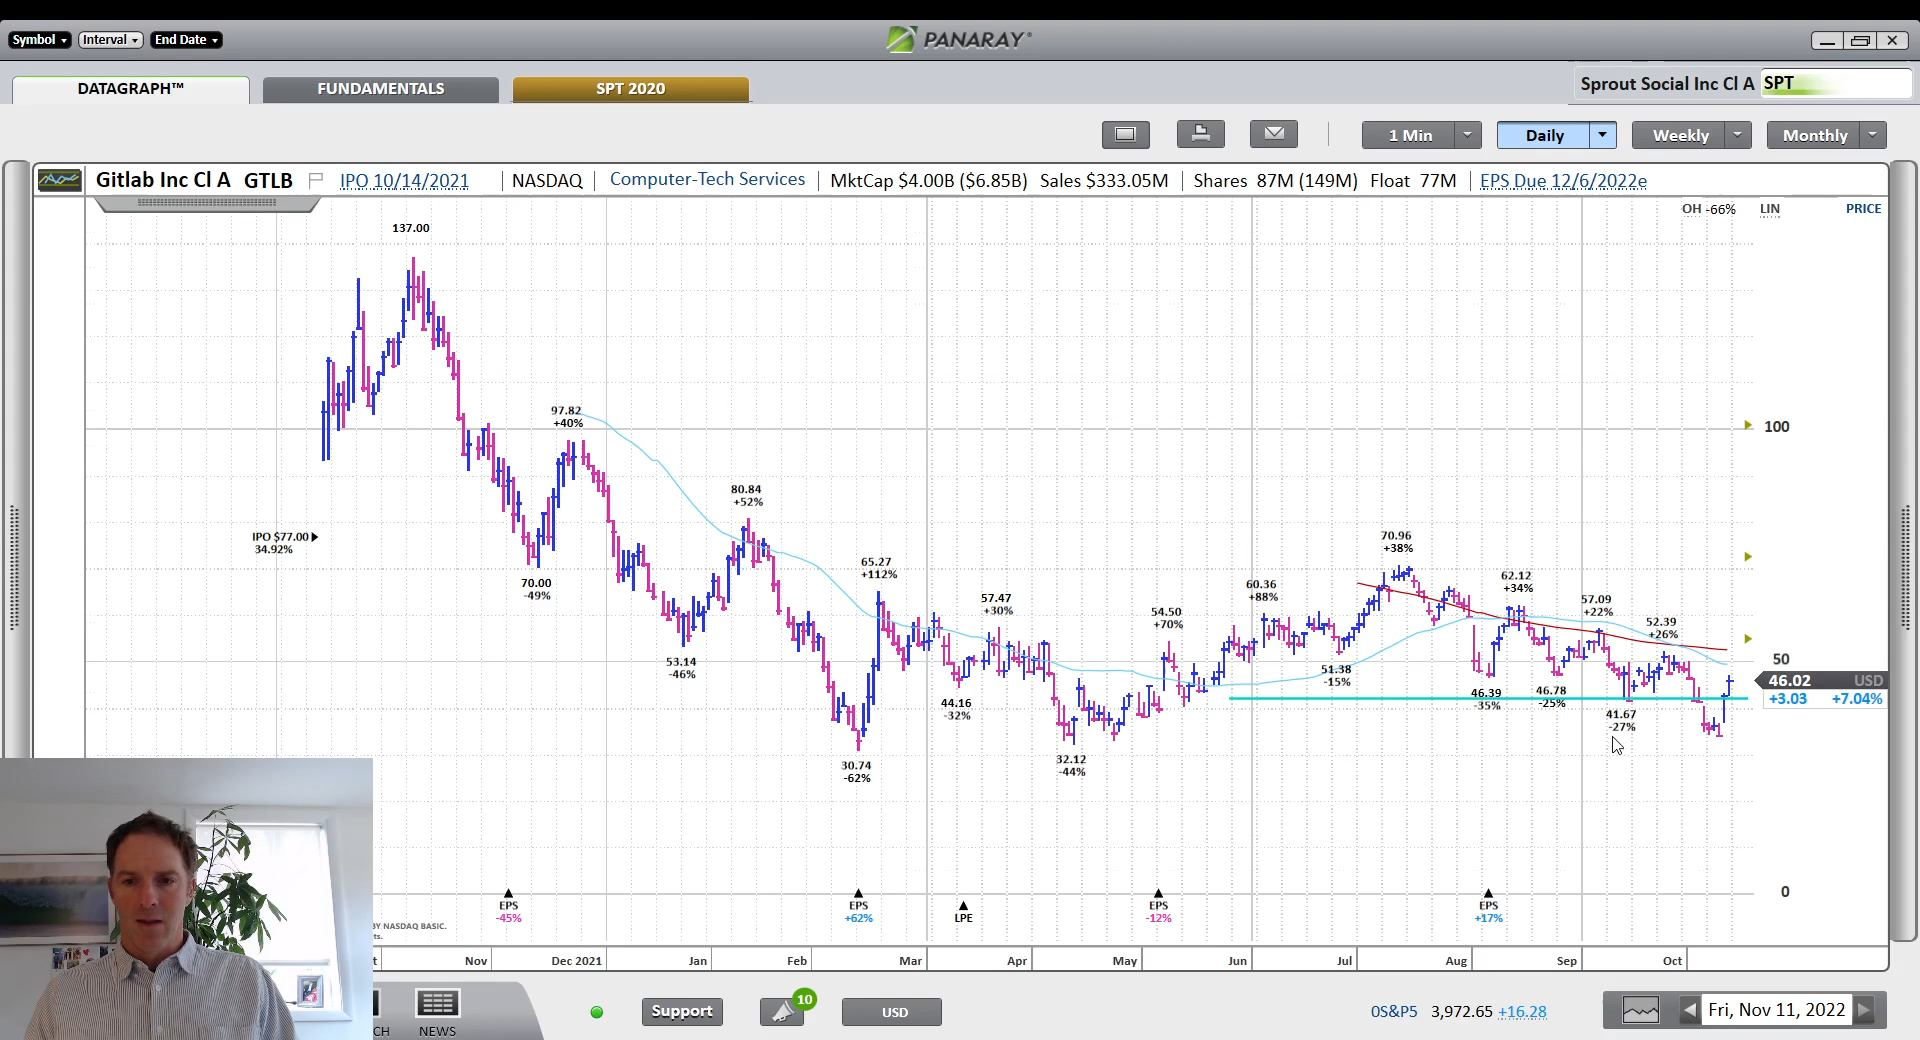 Symbol
Interval
End Date
PANARAY®
DATAGRAPH™
FUNDAMENTALS
SPT 2020
Sprout Social Inc Cl A
SPT
1 Min
Daily
Weekly
Monthly
Gitlab Inc Cl A GTLB
IPO 10/14/2021
NASDAQ
Computer-Tech Services
MktCap $4.00B ($6.85B) Sales $333.05M
Shares 87M (149M) Float 77M
EPS Due 12/6/2022e
OH -66%
LIN
PRICE
137.00
97.82
+40%
100
80.84
+52%
IPO $77.00
34.92%
70.00
-49%
65.27
+112%
70.96
+38%
62.12
+34%
60.36
+88%
57.47
+30%
54.50
+70%
57.09
+22%
52.39
+26%
53.14
-46%
51.38
-15%
50
46.02 USD
+3.03 +7.04%
46.39
-35%
46.78
-25%
44.16
-32%
41.67
-27%
30.74
-62%
32.12
-44%
0
EPS
-45%
EPS
+62%
LPE
EPS
-12%
EPS
+17%
BY NASDAQ BASIC.
ts.
t
Nov
Dec 2021
Jan
Feb
Mar
Apr
May
Jun
Jul
Aug
Sep
Oct
CH
NEWS
Support
10
USD
0S&P5 3,972.65 +16.28
Fri, Nov 11, 2022